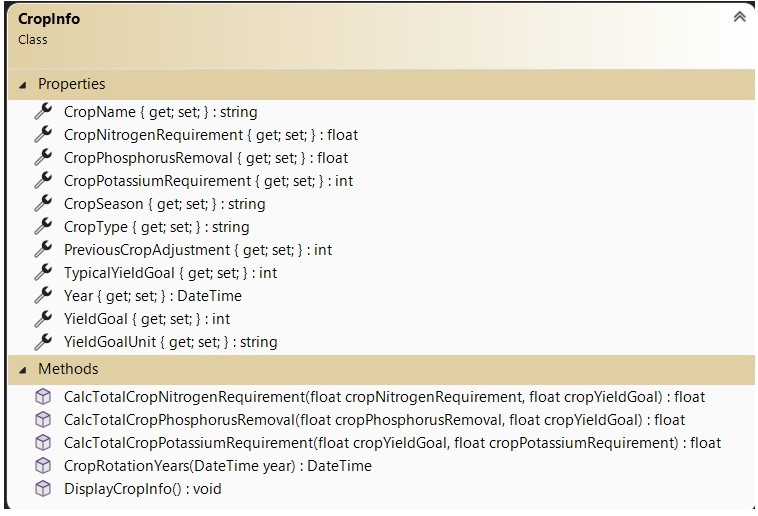 CropInfo
Class
Properties
CropName { get; set; } : string
CropNitrogenRequirement { get; set; } : float
CropPhosphorusRemoval { get; set; } : float
CropPotassiumRequirement { get; set; } : int
CropSeason { get; set; } : string
CropType { get; set; } : string
PreviousCropAdjustment { get; set; } : int
TypicalYieldGoal { get; set; } : int
Year { get; set; } : DateTime
YieldGoal { get; set; } : int
YieldGoalUnit { get; set; } : string
Methods
CalcTotalCropNitrogenRequirement(float cropNitrogenRequirement, float cropYieldGoal) : float
CalcTotalCropPhosphorusRemoval(float cropPhosphorusRemoval, float cropYieldGoal) : float
CalcTotalCropPotassiumRequirement(float cropYieldGoal, float cropPotassiumRequirement) : float
CropRotationYears(DateTime year) : DateTime
DisplayCropInfo() : void